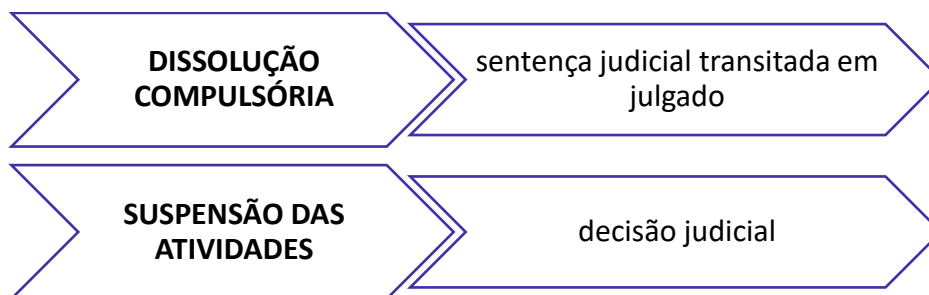 DISSOLUÇÃO
COMPULSÓRIA
sentença judicial transitada em
julgado
SUSPENSÃO DAS
ATIVIDADES
decisão judicial